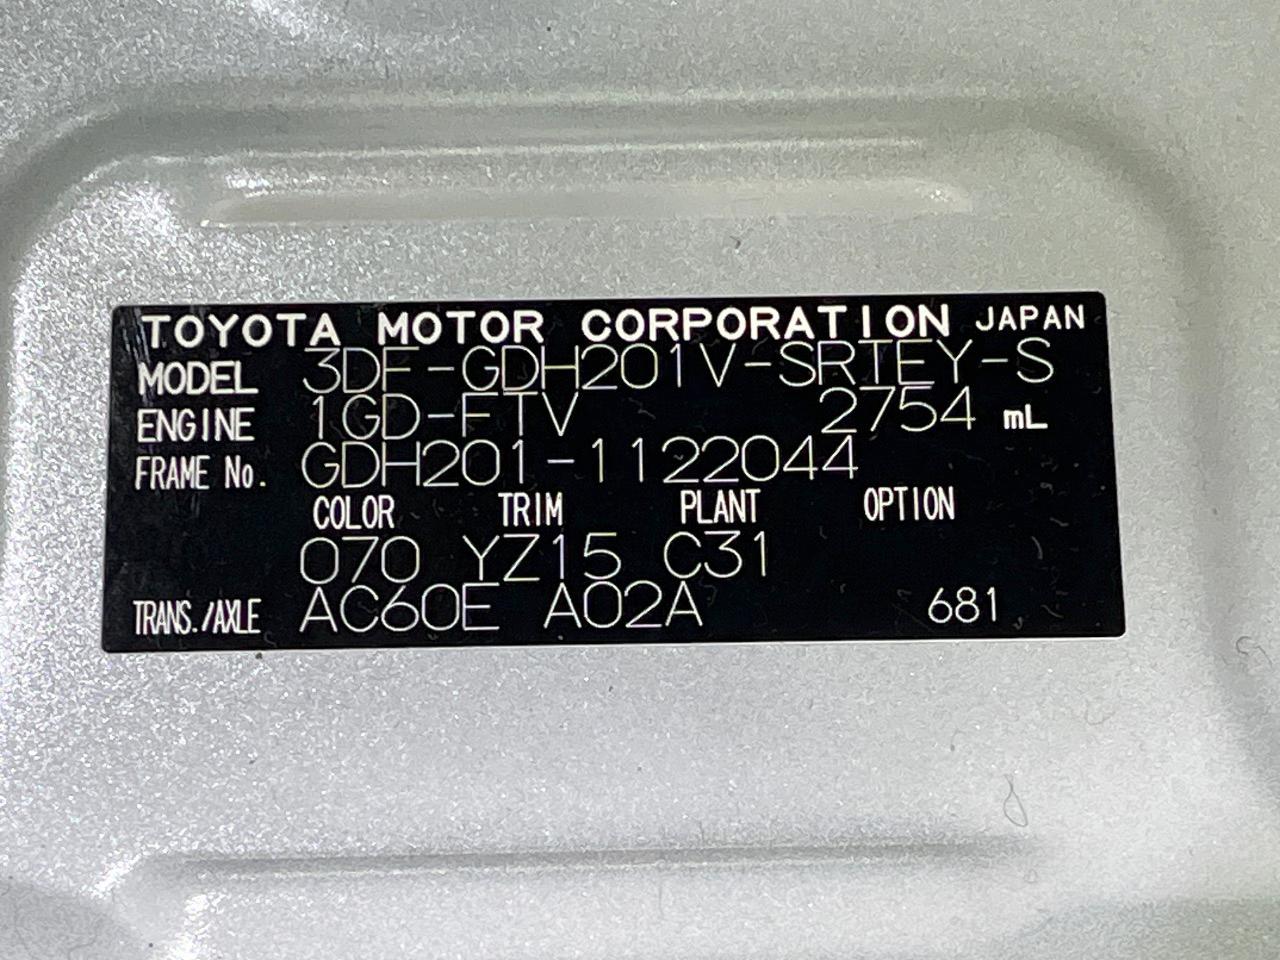 TOYOTA MOTOR CORPORATION JAPAN
MODEL 3DF-GDH201V-SRTEY-S
ENGINE 1GD-FTV 2754 mL
FRAME No. GDH201-1122044
COLOR TRIM PLANT OPTION
070 YZ15 C31
TRANS./AXLE AC60E A02A 681